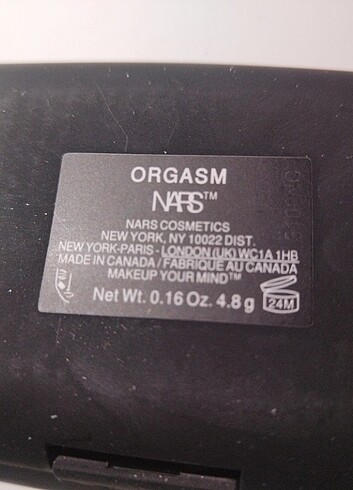 ORGASM
NARS™
NARS COSMETICS
NEW YORK, NY 10022 DIST.
NEW YORK-PARIS - LONDON (UK) WC1A 1HB
MADE IN CANADA / FABRIQUÉ AU CANADA
MAKEUP YOUR MIND™
Net Wt. 0.16 Oz. 4.8 g
24M